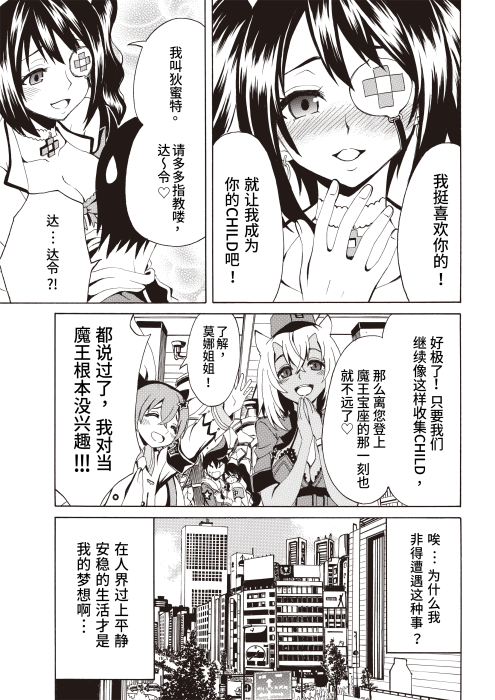 我挺喜欢你的！
就让我成为
你的CHILD吧！
我叫狄蜜特。
请多多指教喽，
达～令♡
达…达令?!
好极了！只要我们
继续像这样收集CHILD，
那么离您登上
魔王宝座的那一刻也
就不远了♡
了解，
莫娜姐姐！
都说过了，我对当
魔王根本没兴趣!!!
唉…为什么我
非得遭遇这种事？
在人界过上平静
安稳的生活才是
我的梦想啊…